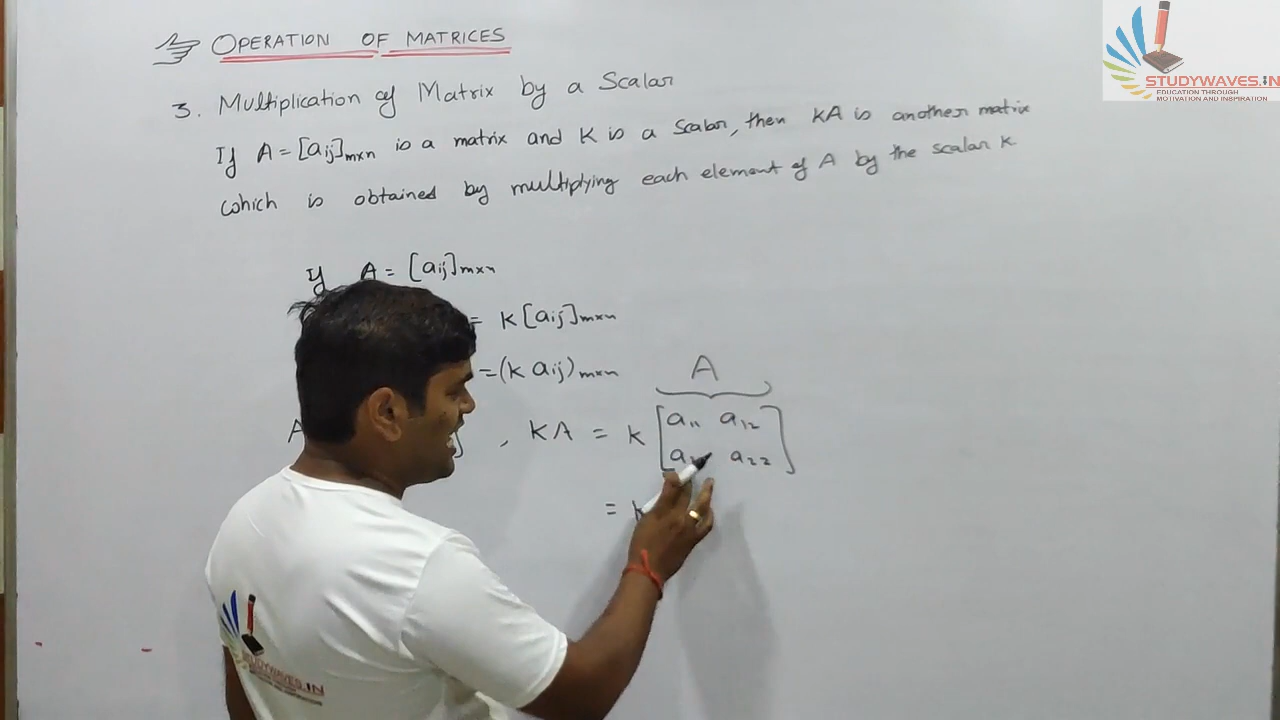 OPERATION OF MATRICES
3. Multiplication of Matrix by a Scalar
If A = [aij]m×n is a matrix and K is a scalar, then KA is another matrix
which is obtained by multiplying each element of A by the scalar K
If A = [aij]m×n
= K[aij]m×n
= (K aij)m×n
A
A , KA = K [a11 a12
a a22]
= K
STUDYWAVES.IN
EDUCATION THROUGH
MOTIVATION AND INSPIRATION
STUDYWAVES.IN